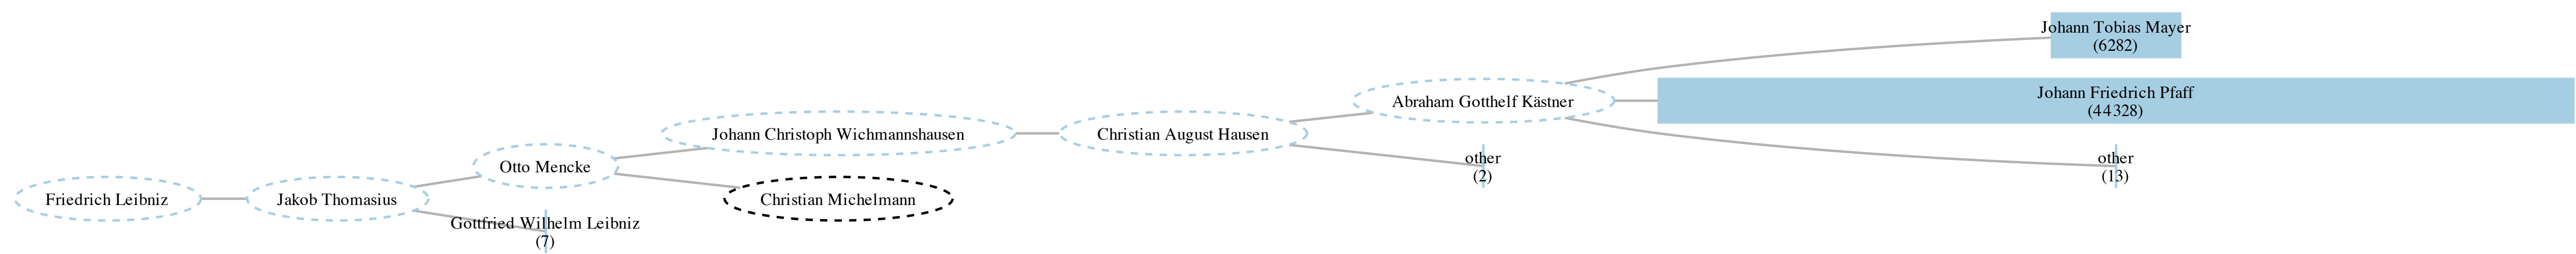 Friedrich Leibniz
Jakob Thomasius
Otto Mencke
Gottfried Wilhelm Leibniz
(7)
Johann Christoph Wichmannshausen
Christian Michelmann
Christian August Hausen
Abraham Gotthelf Kästner
other
(2)
Johann Tobias Mayer
(6282)
Johann Friedrich Pfaff
(44328)
other
(13)